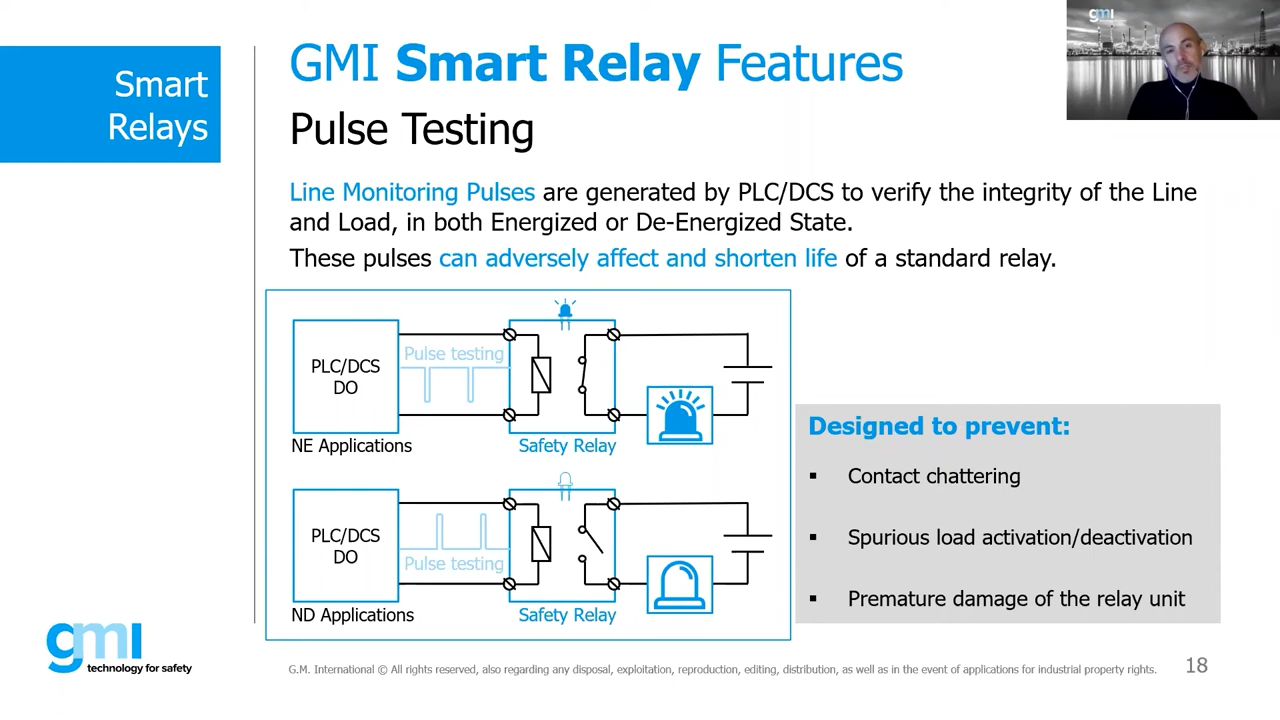 Smart
Relays
GMI Smart Relay Features
Pulse Testing
gmi
Line Monitoring Pulses are generated by PLC/DCS to verify the integrity of the Line
and Load, in both Energized or De-Energized State.
These pulses can adversely affect and shorten life of a standard relay.
PLC/DCS
DO
Pulse testing
NE Applications
Safety Relay
PLC/DCS
DO
Pulse testing
ND Applications
Safety Relay
Designed to prevent:
▪ Contact chattering
▪ Spurious load activation/deactivation
▪ Premature damage of the relay unit
gmi
technology for safety
G.M. International © All rights reserved, also regarding any disposal, exploitation, reproduction, editing, distribution, as well as in the event of applications for industrial property rights.
18